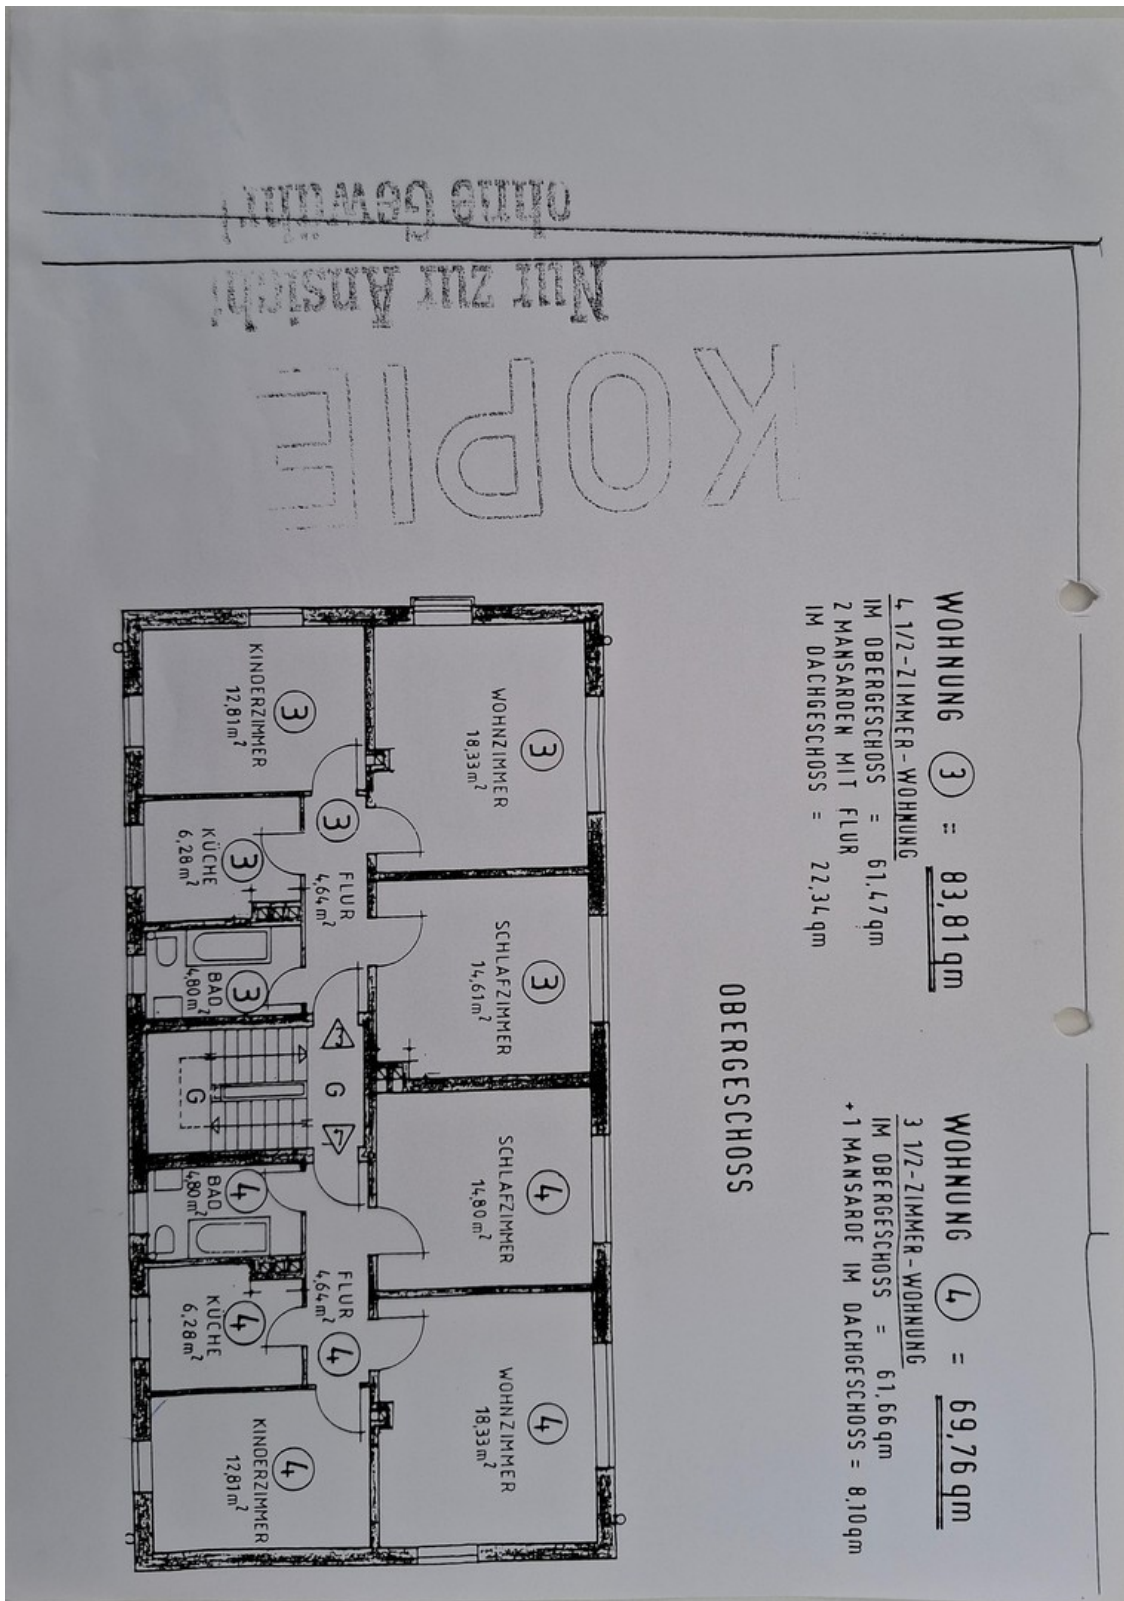 WOHNUNG 3 = 83,81qm
4 1/2-ZIMMER-WOHNUNG
IM OBERGESCHOSS = 61,47qm
2 MANSARDEN MIT FLUR
IM DACHGESCHOSS = 22,34qm
WOHNUNG 4 = 69,76qm
3 1/2-ZIMMER-WOHNUNG
IM OBERGESCHOSS = 61,66qm
+1 MANSARDE IM DACHGESCHOSS = 8,10qm
OBERGESCHOSS
3
WOHNZIMMER
18,33m²
3
SCHLAFZIMMER
14,61m²
4
SCHLAFZIMMER
14,80m²
4
WOHNZIMMER
18,33m²
3
FLUR
4,64m²
G
FLUR
4,64m²
4
3
KINDERZIMMER
12,81m²
3
KÜCHE
6,28m²
3
BAD
4,80m²
G
4
BAD
4,80m²
4
KÜCHE
6,28m²
4
KINDERZIMMER
12,81m²
KOPIE
Nur zur Ansicht
ohne Gewähr